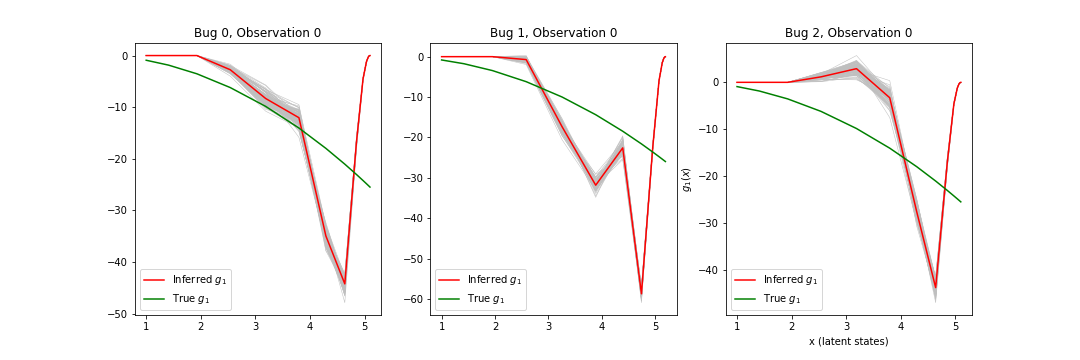 Bug 0, Observation 0
0
−10
−20
−30
−40
−50
1 2 3 4 5
Inferred g₁
True g₁
Bug 1, Observation 0
0
−10
−20
−30
−40
−50
−60
1 2 3 4 5
Inferred g₁
True g₁
Bug 2, Observation 0
g₁(x)
0
−10
−20
−30
−40
1 2 3 4 5
Inferred g₁
True g₁
x (latent states)